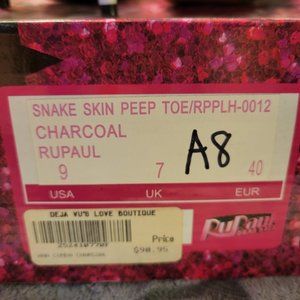 SNAKE SKIN PEEP TOE/RPPLH-0012
CHARCOAL
RUPAUL
A8
9 7 40
USA UK EUR
DEJA VU'S LOVE BOUTIQUE
Price
$90.95
RuPaul